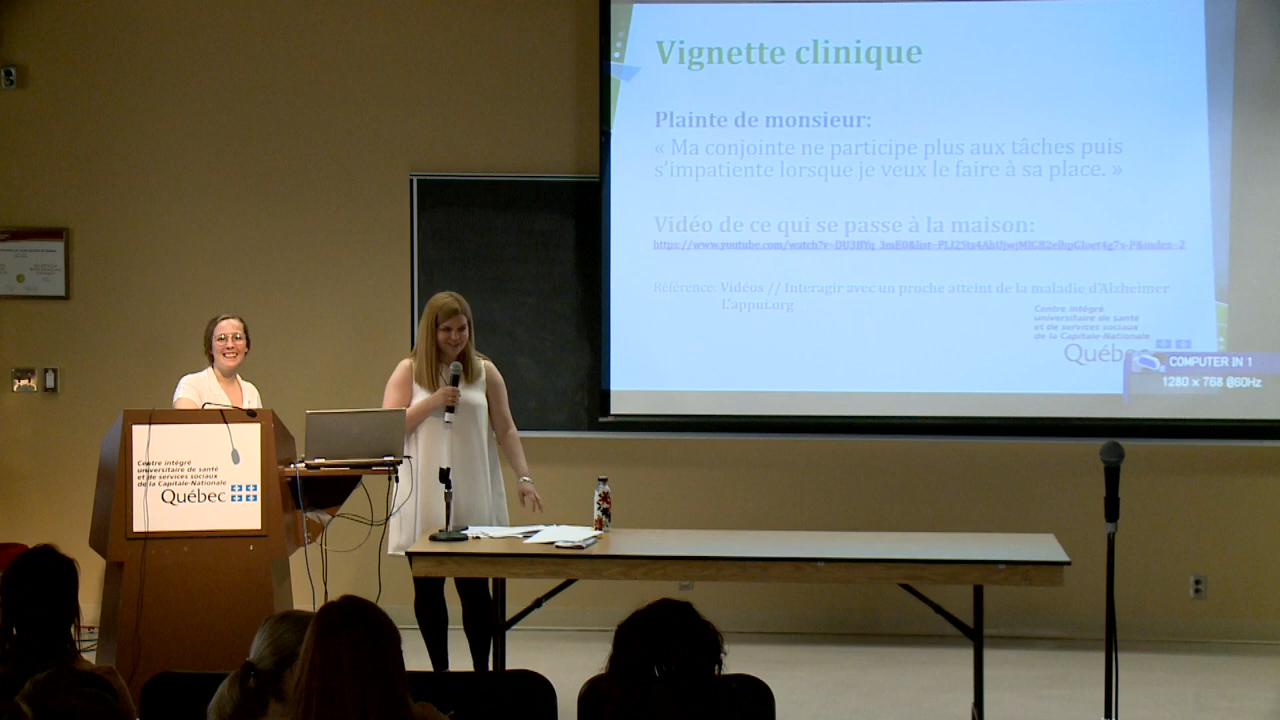 Vignette clinique
Plainte de monsieur:
« Ma conjointe ne participe plus aux tâches puis
s'impatiente lorsque je veux le faire à sa place. »
Vidéo de ce qui se passe à la maison:
Référence: Vidéos // Interagir avec un proche atteint de la maladie d'Alzheimer
L'appui.org
Centre intégré
universitaire de santé
et de services sociaux
de la Capitale-Nationale
Québec
COMPUTER IN 1
1280 x 768 @60Hz
Centre intégré
universitaire de santé
et de services sociaux
de la Capitale-Nationale
Québec